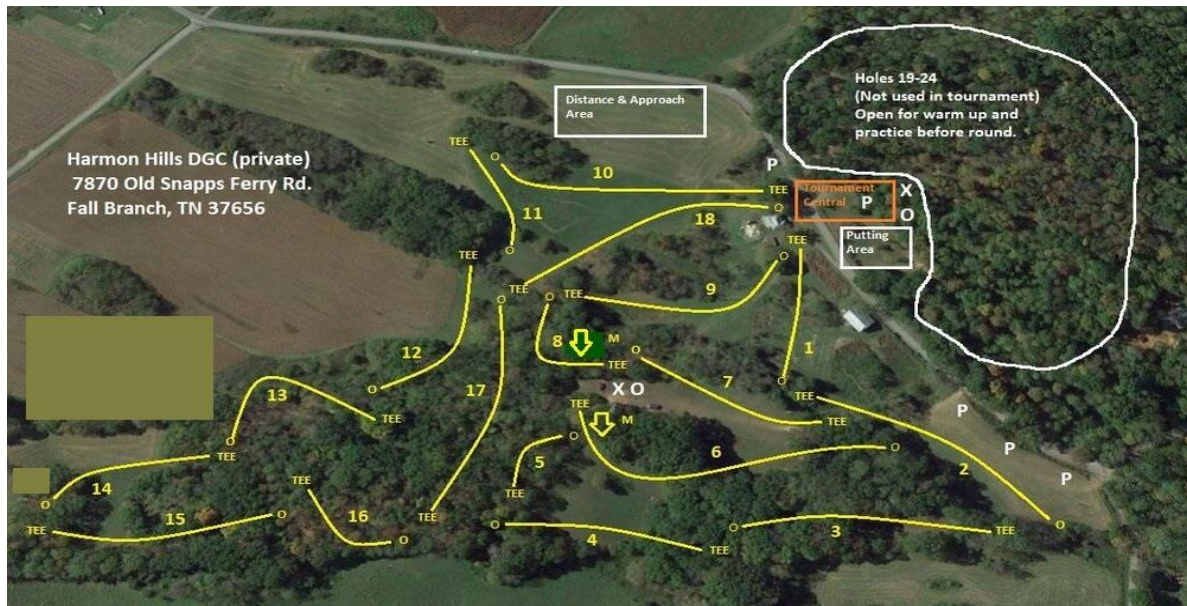 Harmon Hills DGC (private)
7870 Old Snapps Ferry Rd.
Fall Branch, TN 37656
Distance & Approach
Area
Holes 19-24
(Not used in tournament)
Open for warm up and
practice before round.
TEE
O
10
P
TEE
Tournament
Central
P
X
O
11
18
O
O
TEE
Putting
Area
TEE
O
TEE
O
O
TEE
9
8
M
O
TEE
1
12
O
17
7
O
X O
TEE
TEE
M
P
13
TEE
O
TEE
O
TEE
5
6
O
2
P
P
14
O
TEE
TEE
15
O
16
O
TEE
O
4
TEE
O
3
TEE
O